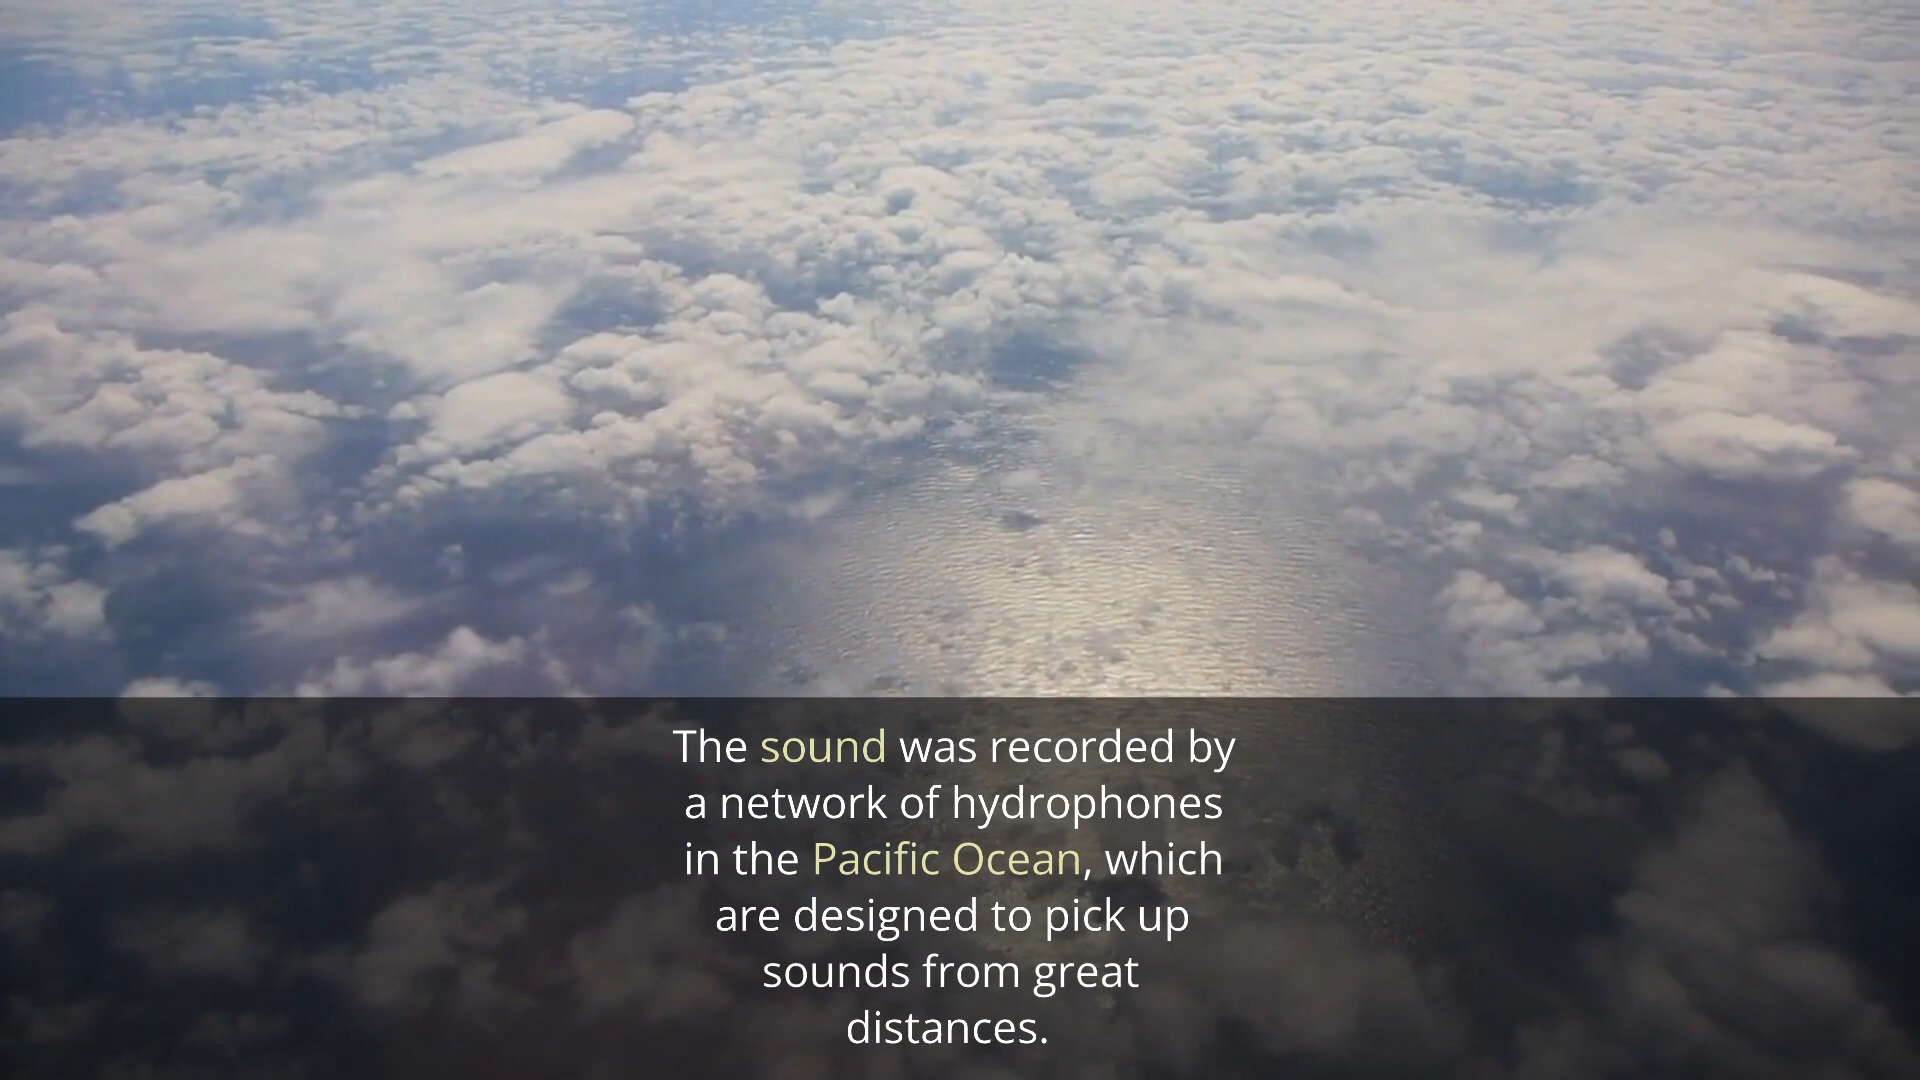 The sound was recorded by
a network of hydrophones
in the Pacific Ocean, which
are designed to pick up
sounds from great
distances.